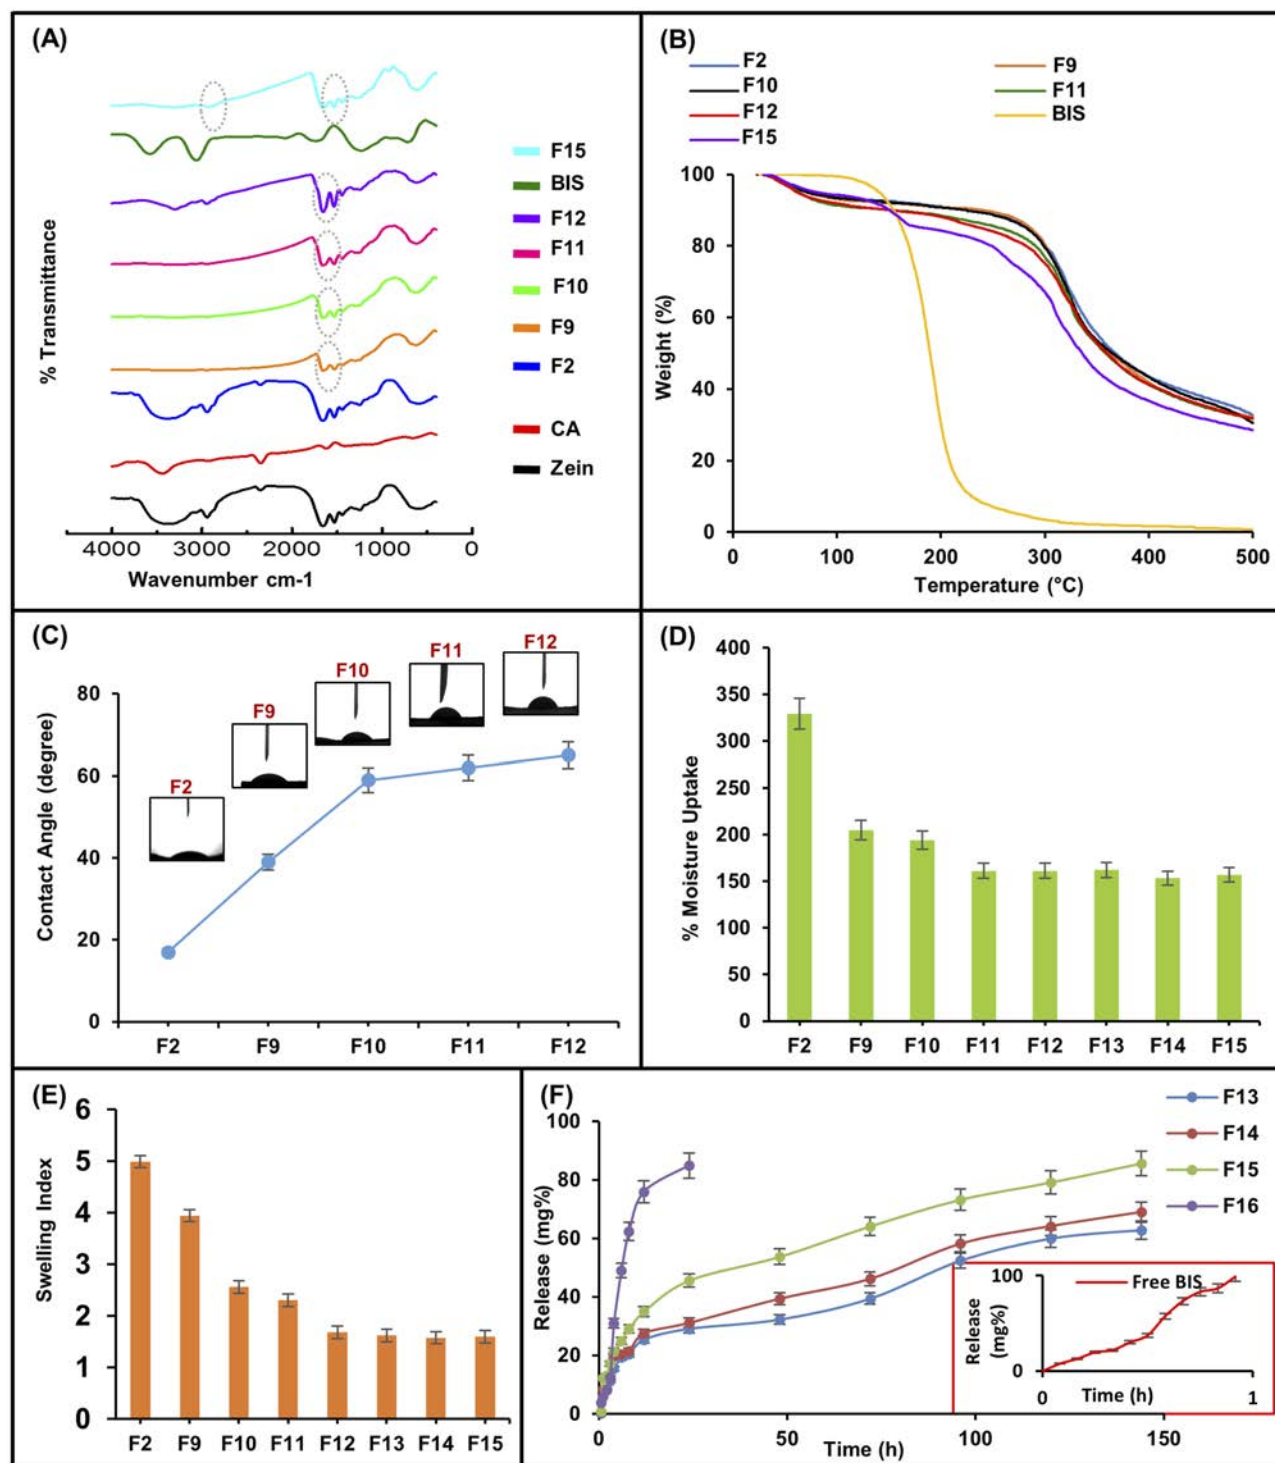 (A)
% Transmittance
F15
BIS
F12
F11
F10
F9
F2
CA
Zein
4000 3000 2000 1000 0
Wavenumber cm-1
(B)
F2 F9
F10 F11
F12 BIS
F15
Weight (%)
100
80
60
40
20
0
0 100 200 300 400 500
Temperature (°C)
(C)
Contact Angle (degree)
80
60
40
20
0
F2
F9
F10
F11
F12
F2 F9 F10 F11 F12
(D)
% Moisture Uptake
400
350
300
250
200
150
100
50
0
F2 F9 F10 F11 F12 F13 F14 F15
(E)
Swelling Index
6
5
4
3
2
1
0
F2 F9 F10 F11 F12 F13 F14 F15
(F)
Release (mg%)
100
80
60
40
20
0
0 50 100 150
Time (h)
F13
F14
F15
F16
Free BIS
Release
(mg%)
100
0
0 1
Time (h)